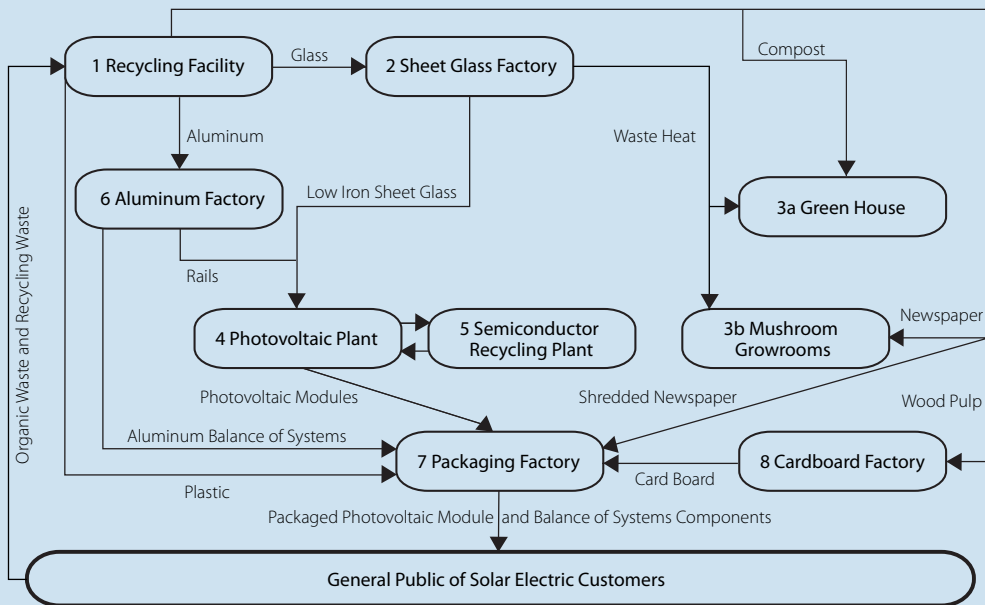 Compost
1 Recycling Facility
Glass
2 Sheet Glass Factory
Aluminum
Waste Heat
6 Aluminum Factory
Low Iron Sheet Glass
3a Green House
Rails
Organic Waste and Recycling Waste
4 Photovoltaic Plant
5 Semiconductor
Recycling Plant
3b Mushroom
Growrooms
Newspaper
Photovoltaic Modules
Shredded Newspaper
Wood Pulp
Aluminum Balance of Systems
7 Packaging Factory
Card Board
8 Cardboard Factory
Plastic
Packaged Photovoltaic Module and Balance of Systems Components
General Public of Solar Electric Customers